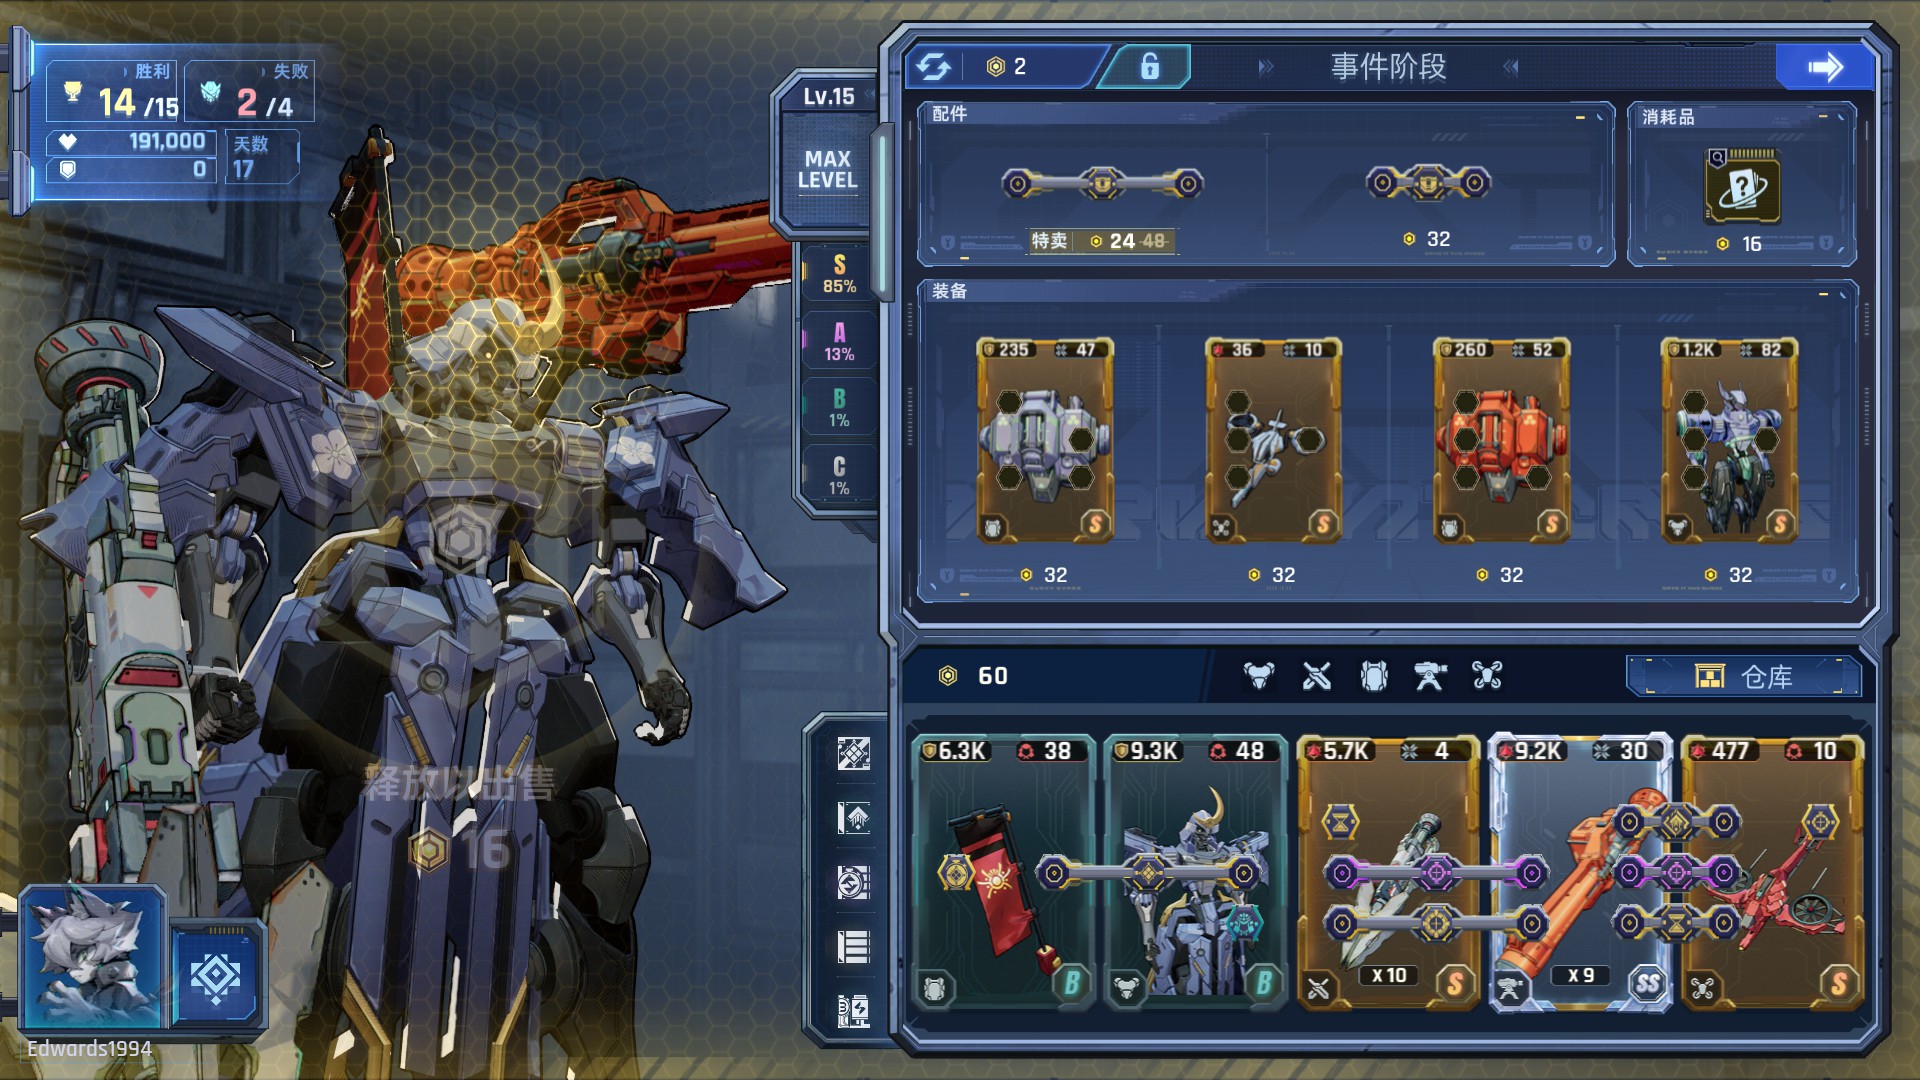 胜利
14 /15
失败
2 /4
191,000
0
天数
17
Lv.15
MAX
LEVEL
S
85%
A
13%
B
1%
C
1%
2
事件阶段
配件
特卖 24 48
32
消耗品
16
装备
235 47
S
32
36 10
S
32
260 52
S
32
1.2K 82
S
32
释放以出售
16
60
仓库
6.3K 38
B
9.3K 48
B
5.7K 4
x10
S
9.2K 30
x9
SS
477 10
S
Edwards1994